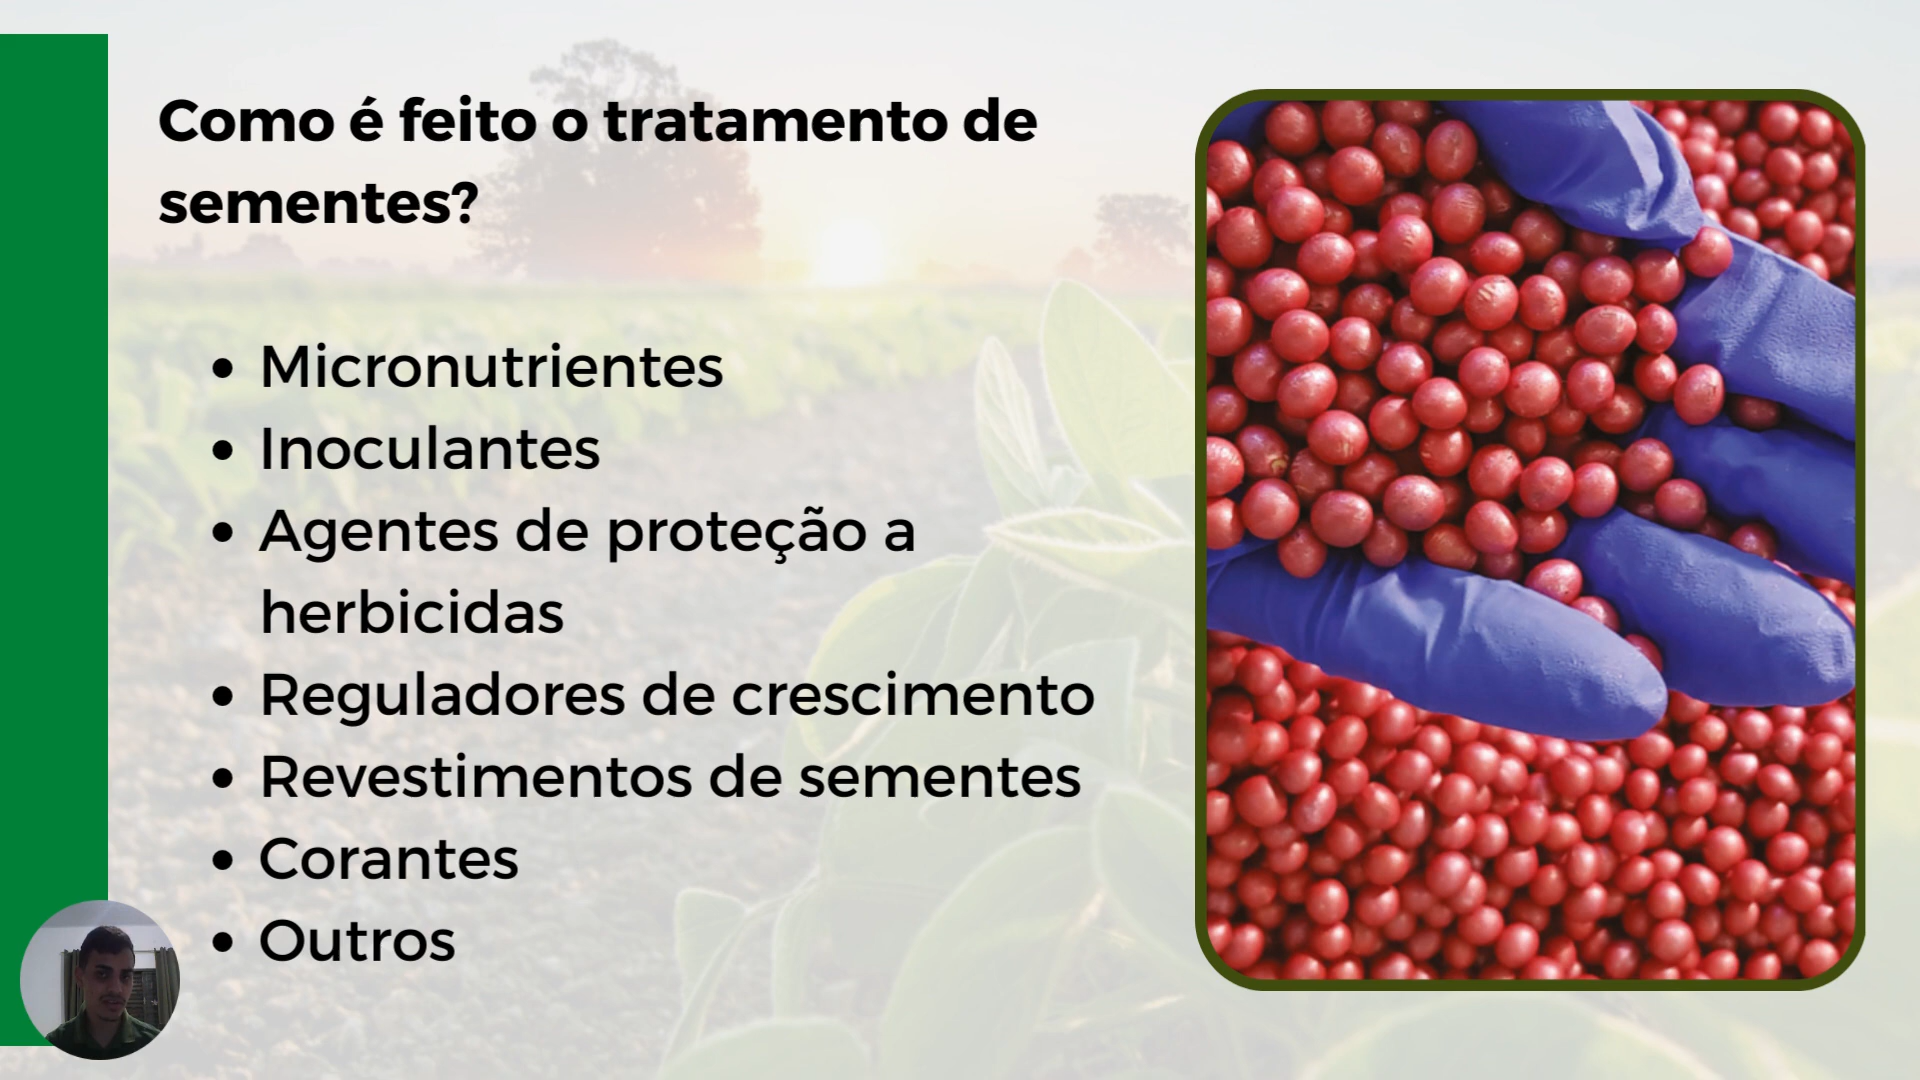 Como é feito o tratamento de
sementes?
• Micronutrientes
• Inoculantes
• Agentes de proteção a
herbicidas
• Reguladores de crescimento
• Revestimentos de sementes
• Corantes
• Outros